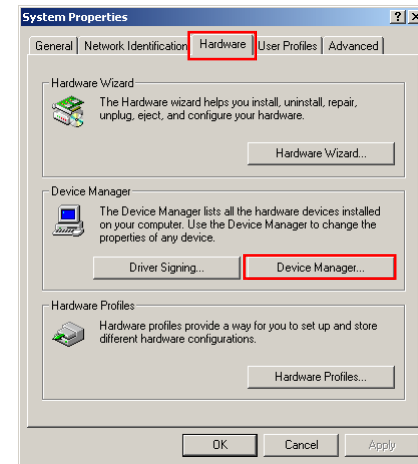 System Properties
General
Network Identification
Hardware
User Profiles
Advanced
Hardware Wizard
The Hardware wizard helps you install, uninstall, repair,
unplug, eject, and configure your hardware.
Hardware Wizard...
Device Manager
The Device Manager lists all the hardware devices installed
on your computer. Use the Device Manager to change the
properties of any device.
Driver Signing...
Device Manager...
Hardware Profiles
Hardware profiles provide a way for you to set up and store
different hardware configurations.
Hardware Profiles...
OK
Cancel
Apply